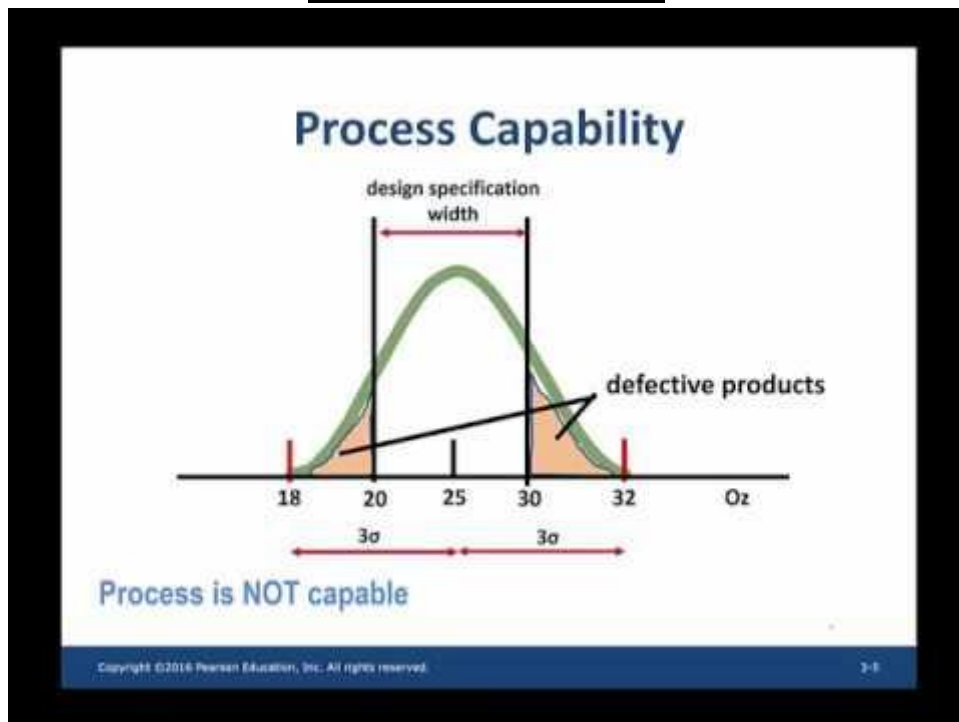 Process Capability
design specification
width
defective products
18 20 25 30 32 Oz
3σ 3σ
Process is NOT capable
Copyright ©2016 Pearson Education, Inc. All rights reserved.